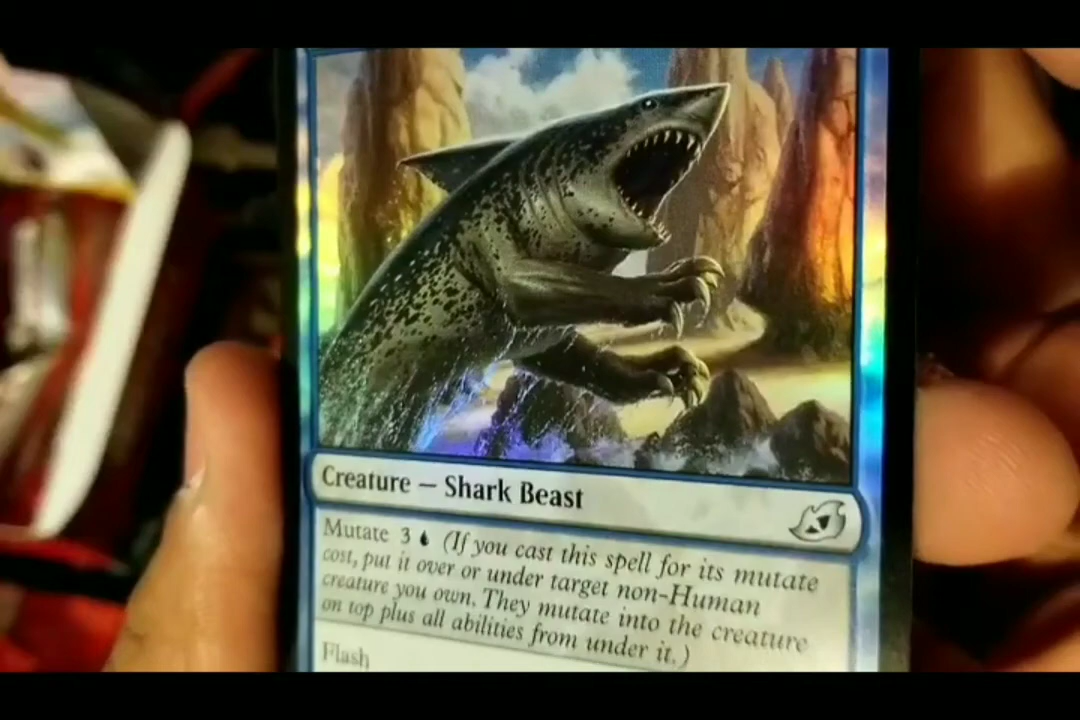 Creature — Shark Beast
Mutate 3 (If you cast this spell for its mutate
cost, put it over or under target non-Human
creature you own. They mutate into the creature
on top plus all abilities from under it.)
Flash